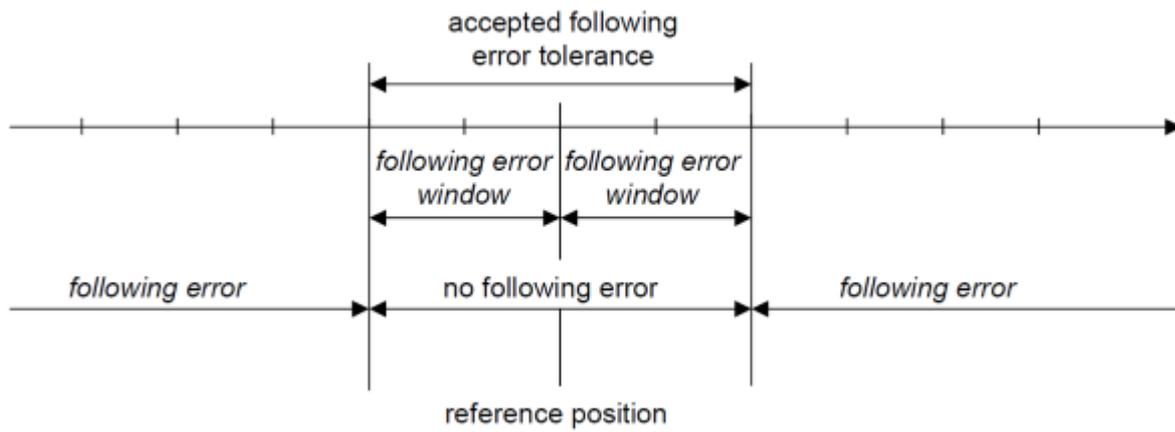 accepted following
error tolerance
following error
window
following error
window
following error
no following error
following error
reference position